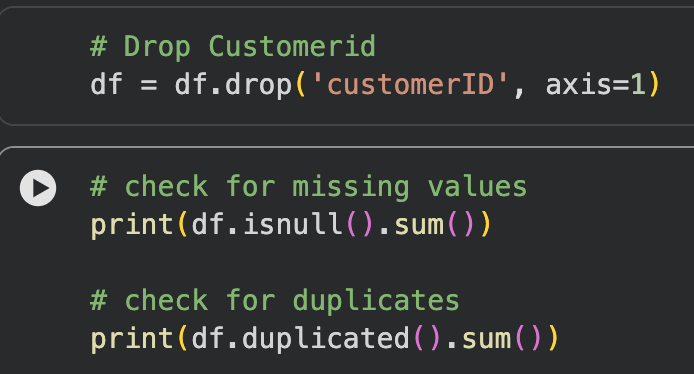 # Drop Customerid
df = df.drop('customerID', axis=1)
# check for missing values
print(df.isnull().sum())
# check for duplicates
print(df.duplicated().sum())